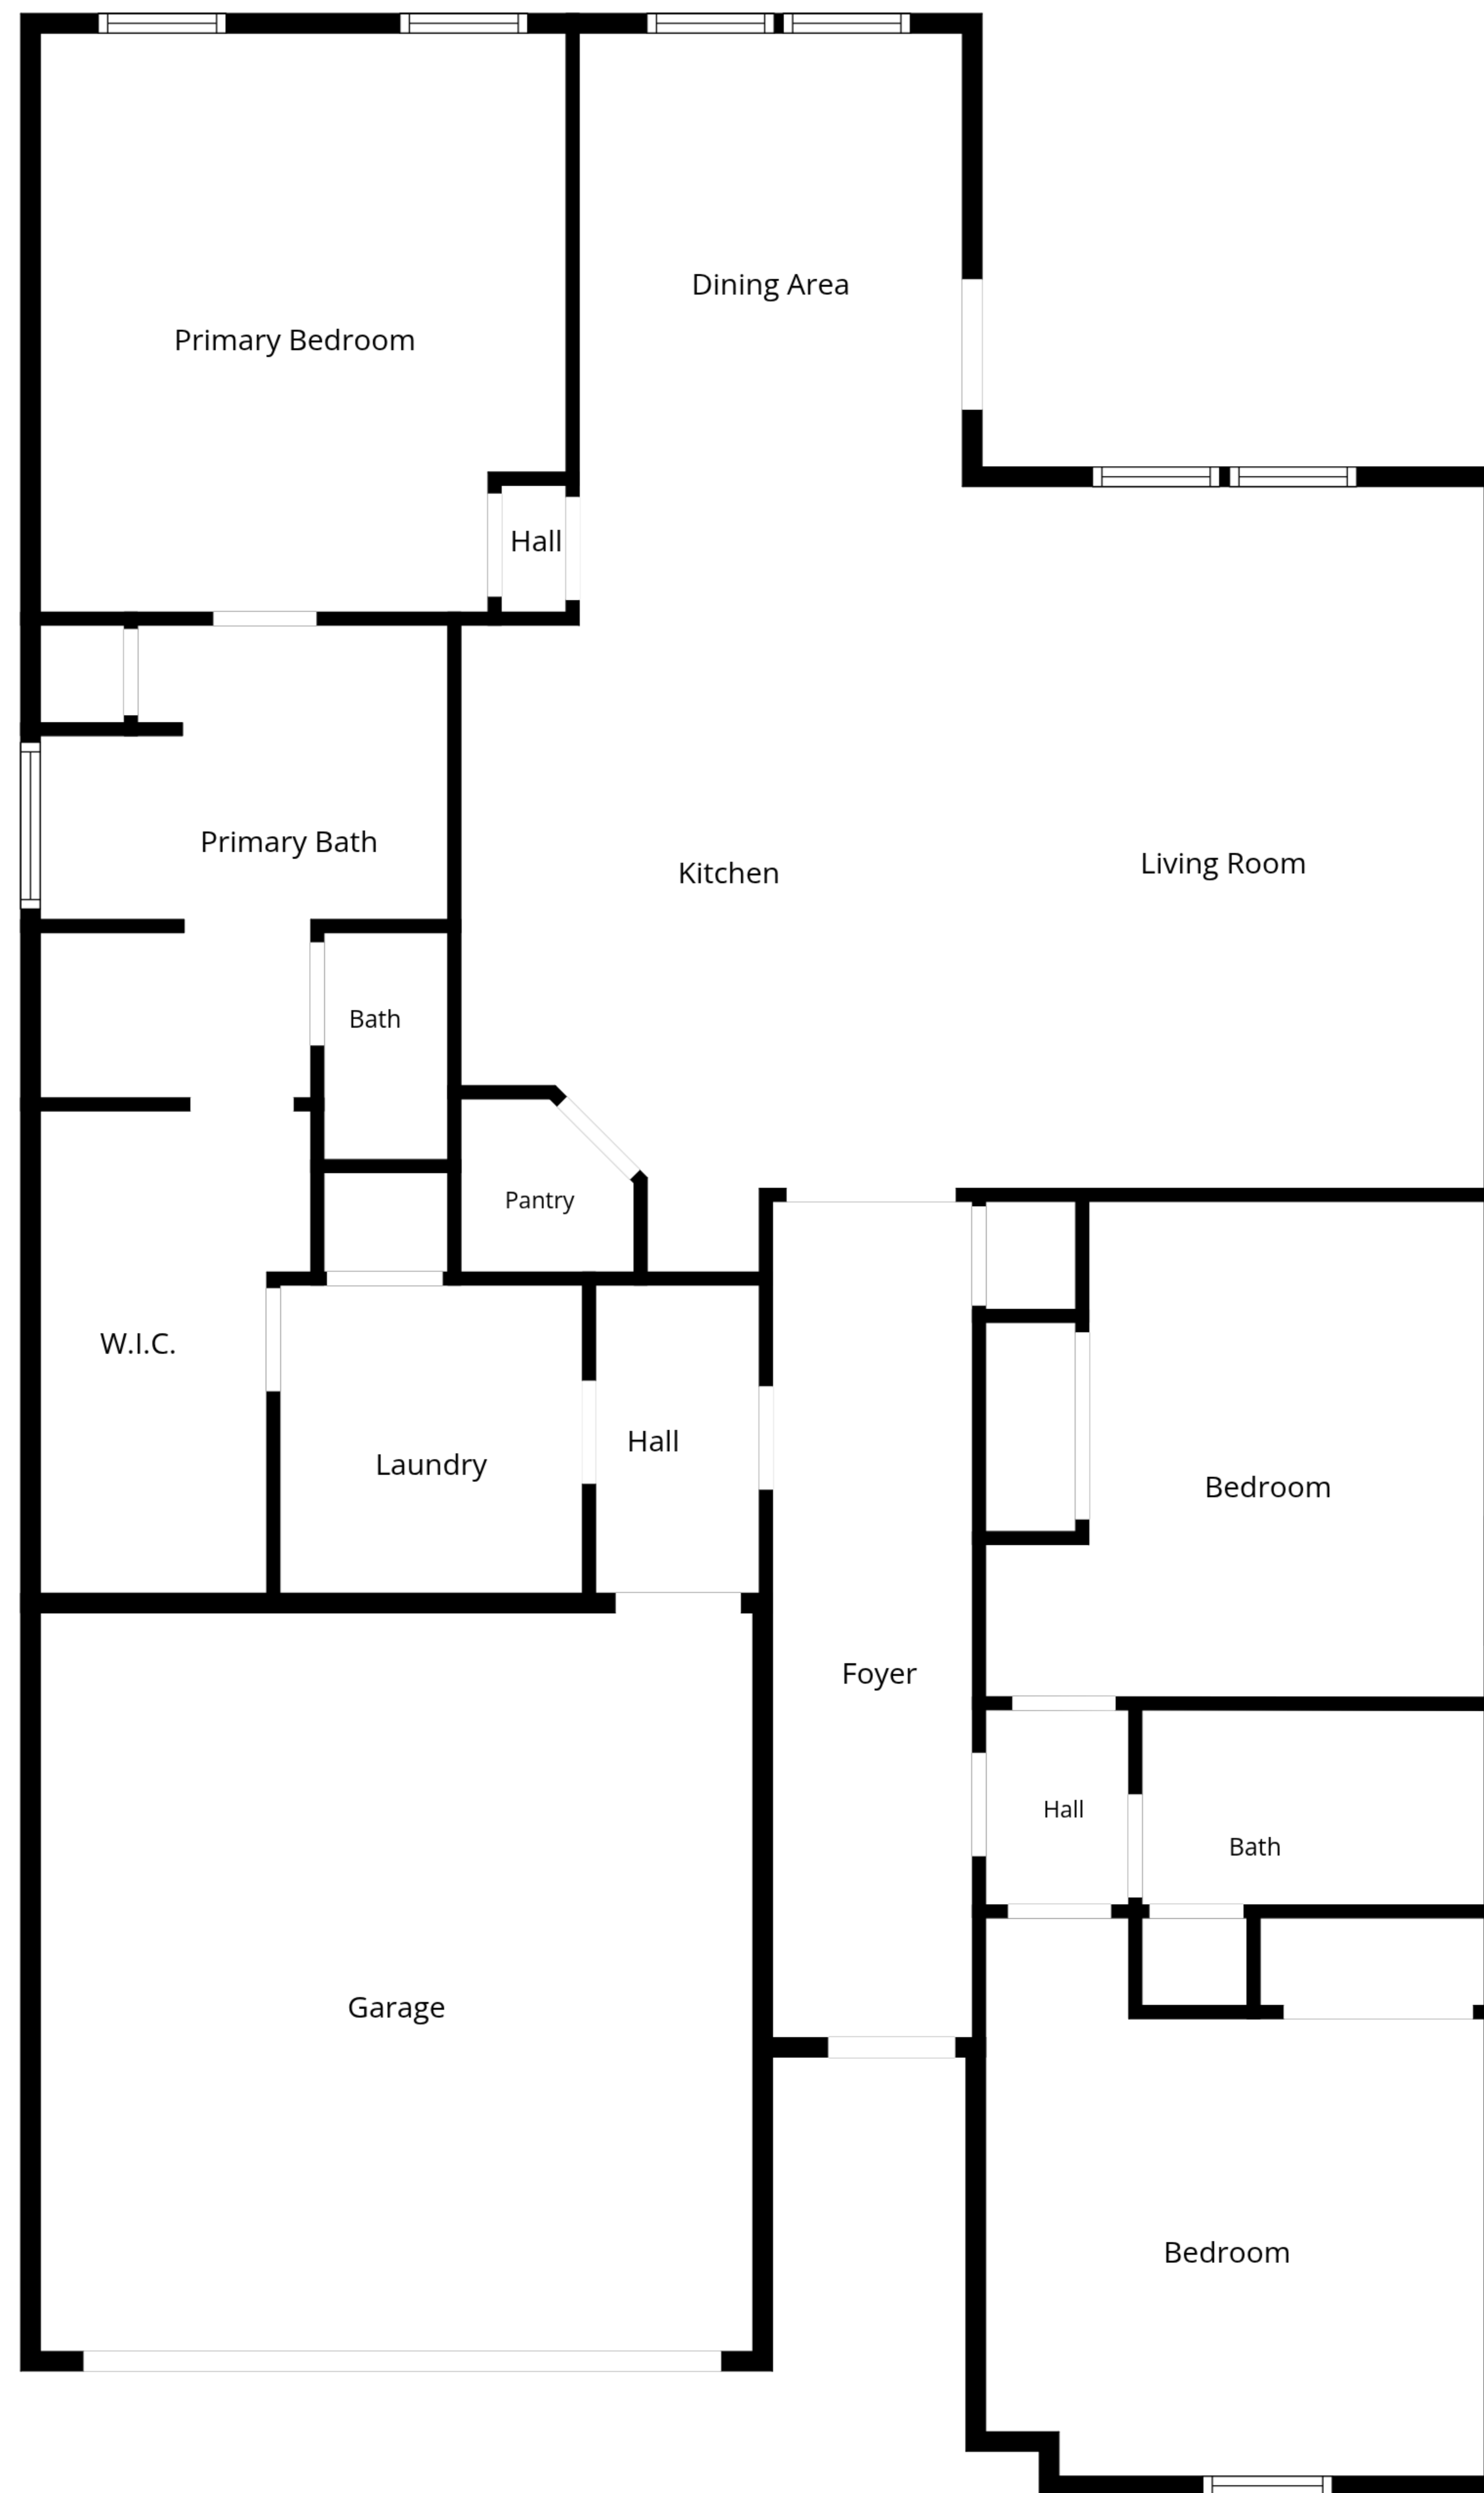 Dining Area
Primary Bedroom
Hall
Primary Bath
Kitchen
Living Room
Bath
Pantry
W.I.C.
Laundry
Hall
Bedroom
Foyer
Hall
Bath
Garage
Bedroom